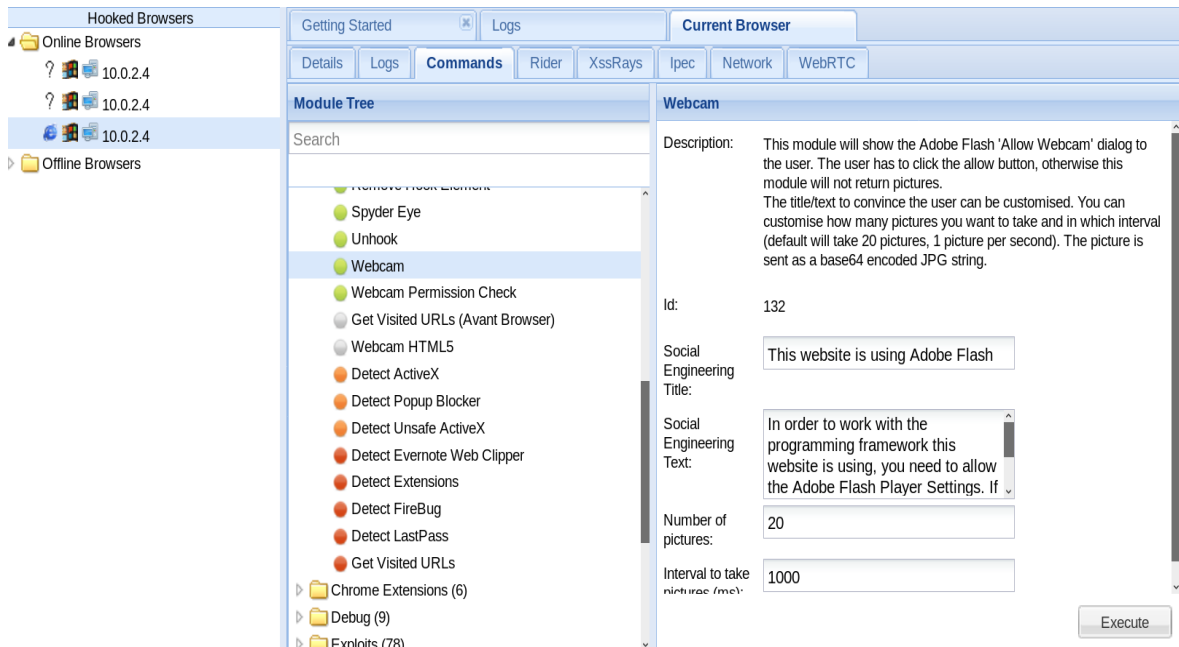 Hooked Browsers
Online Browsers
? 10.0.2.4
? 10.0.2.4
10.0.2.4
Offline Browsers
Getting Started
Logs
Current Browser
Details
Logs
Commands
Rider
XssRays
Ipec
Network
WebRTC
Module Tree
Search
Remove Hook Element
Spyder Eye
Unhook
Webcam
Webcam Permission Check
Get Visited URLs (Avant Browser)
Webcam HTML5
Detect ActiveX
Detect Popup Blocker
Detect Unsafe ActiveX
Detect Evernote Web Clipper
Detect Extensions
Detect FireBug
Detect LastPass
Get Visited URLs
Chrome Extensions (6)
Debug (9)
Exploits (78)
Webcam
Description:
This module will show the Adobe Flash 'Allow Webcam' dialog to
the user. The user has to click the allow button, otherwise this
module will not return pictures.
The title/text to convince the user can be customised. You can
customise how many pictures you want to take and in which interval
(default will take 20 pictures, 1 picture per second). The picture is
sent as a base64 encoded JPG string.
Id:
132
Social
Engineering
Title:
This website is using Adobe Flash
Social
Engineering
Text:
In order to work with the
programming framework this
website is using, you need to allow
the Adobe Flash Player Settings. If
Number of
pictures:
20
Interval to take
pictures (ms):
1000
Execute